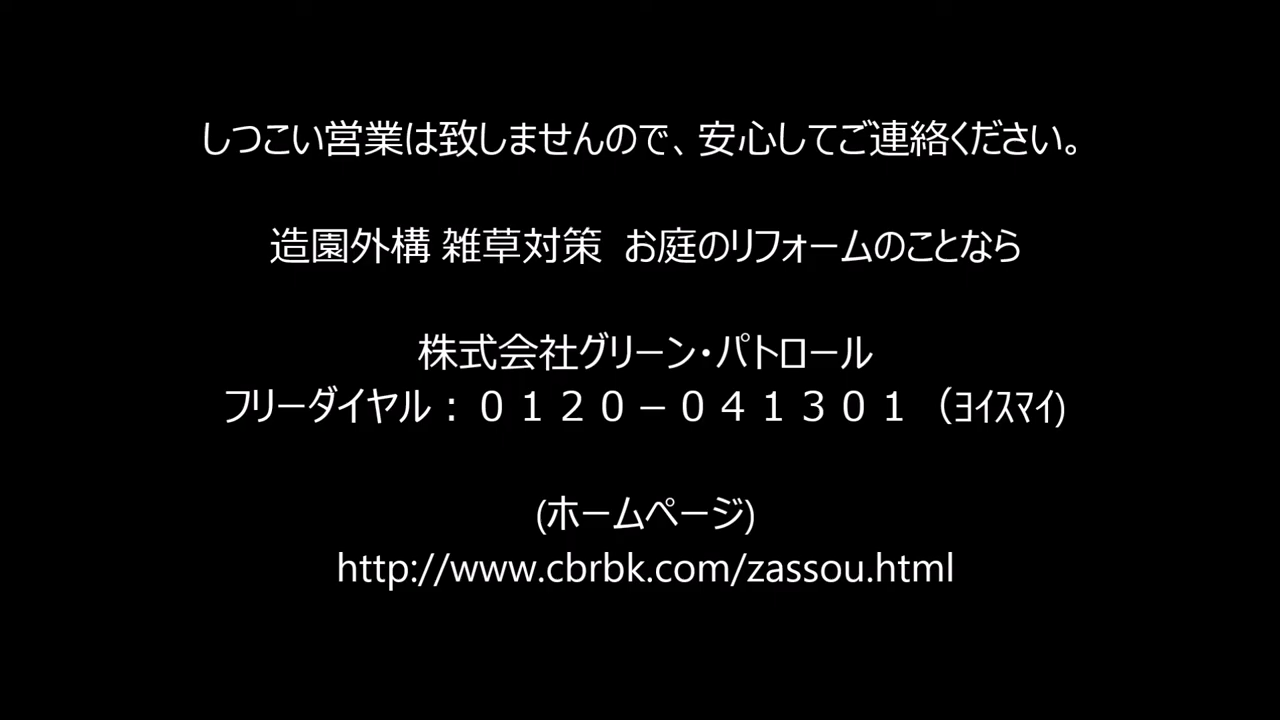 しつこい営業は致しませんので、安心してご連絡ください。
造園外構 雑草対策 お庭のリフォームのことなら
株式会社グリーン・パトロール
フリーダイヤル：０１２０－０４１３０１（ﾖｲｽﾏｲ)
(ホームページ)
http://www.cbrbk.com/zassou.html